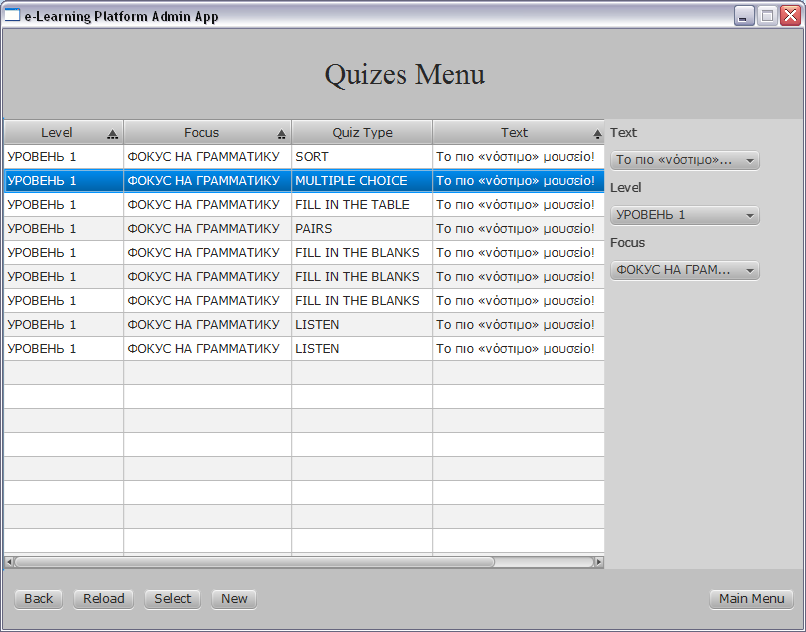 e-Learning Platform Admin App
Quizes Menu
Level Focus Quiz Type Text
УРОВЕНЬ 1 ФОКУС НА ГРАММАТИКУ SORT Το πιο «νόστιμο» μουσείο!
УРОВЕНЬ 1 ФОКУС НА ГРАММАТИКУ MULTIPLE CHOICE Το πιο «νόστιμο» μουσείο!
УРОВЕНЬ 1 ФОКУС НА ГРАММАТИКУ FILL IN THE TABLE Το πιο «νόστιμο» μουσείο!
УРОВЕНЬ 1 ФОКУС НА ГРАММАТИКУ PAIRS Το πιο «νόστιμο» μουσείο!
УРОВЕНЬ 1 ФОКУС НА ГРАММАТИКУ FILL IN THE BLANKS Το πιο «νόστιμο» μουσείο!
УРОВЕНЬ 1 ФОКУС НА ГРАММАТИКУ FILL IN THE BLANKS Το πιο «νόστιμο» μουσείο!
УРОВЕНЬ 1 ФОКУС НА ГРАММАТИКУ FILL IN THE BLANKS Το πιο «νόστιμο» μουσείο!
УРОВЕНЬ 1 ФОКУС НА ГРАММАТИКУ LISTEN Το πιο «νόστιμο» μουσείο!
УРОВЕНЬ 1 ФОКУС НА ГРАММАТИКУ LISTEN Το πιο «νόστιμο» μουσείο!
Text
Το πιο «νόστιμο»...
Level
УРОВЕНЬ 1
Focus
ФОКУС НА ГРАМ...
Back Reload Select New Main Menu